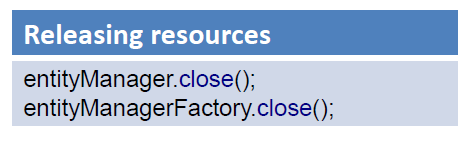 Releasing resources
entityManager.close();
entityManagerFactory.close();